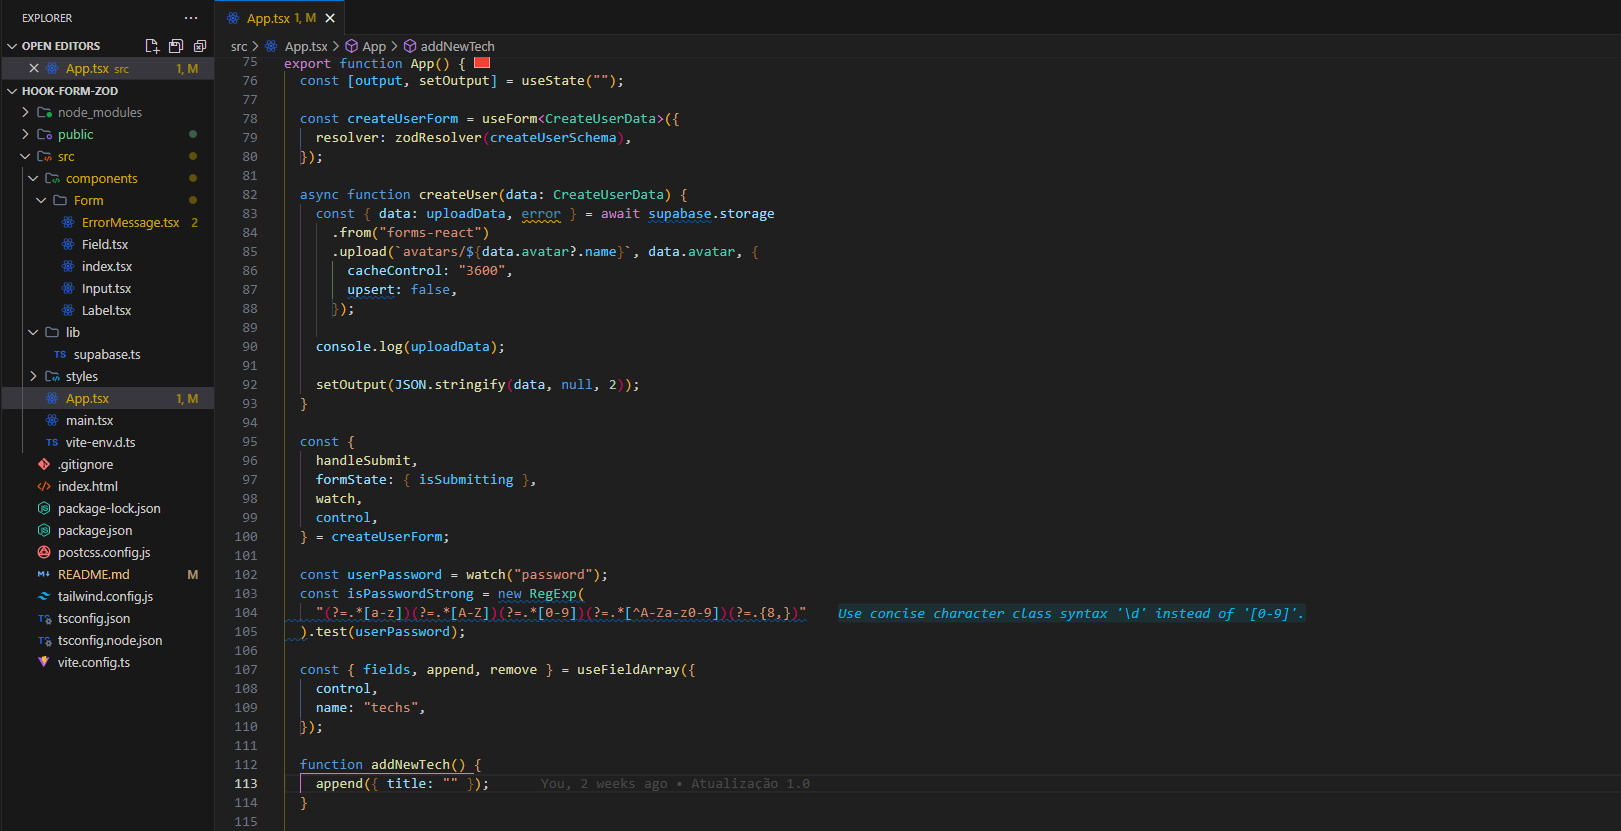 EXPLORER
OPEN EDITORS
App.tsx src 1, M
HOOK-FORM-ZOD
node_modules
public
src
components
Form
ErrorMessage.tsx 2
Field.tsx
index.tsx
Input.tsx
Label.tsx
lib
TS supabase.ts
styles
App.tsx 1, M
main.tsx
TS vite-env.d.ts
.gitignore
index.html
package-lock.json
package.json
postcss.config.js
README.md M
tailwind.config.js
tsconfig.json
tsconfig.node.json
vite.config.ts
App.tsx 1, M
src > App.tsx > App > addNewTech
75 export function App() {
76 const [output, setOutput] = useState("");
77
78 const createUserForm = useForm<CreateUserData>({
79 resolver: zodResolver(createUserSchema),
80 });
81
82 async function createUser(data: CreateUserData) {
83 const { data: uploadData, error } = await supabase.storage
84 .from("forms-react")
85 .upload(`avatars/${data.avatar?.name}`, data.avatar, {
86 cacheControl: "3600",
87 upsert: false,
88 });
89
90 console.log(uploadData);
91
92 setOutput(JSON.stringify(data, null, 2));
93 }
94
95 const {
96 handleSubmit,
97 formState: { isSubmitting },
98 watch,
99 control,
100 } = createUserForm;
101
102 const userPassword = watch("password");
103 const isPasswordStrong = new RegExp(
104 "(?=.*[a-z])(?=.*[A-Z])(?=.*[0-9])(?=.*[^A-Za-z0-9])(?=.{8,})" Use concise character class syntax '\d' instead of '[0-9]'.
105 ).test(userPassword);
106
107 const { fields, append, remove } = useFieldArray({
108 control,
109 name: "techs",
110 });
111
112 function addNewTech() {
113 append({ title: "" }); You, 2 weeks ago • Atualização 1.0
114 }
115